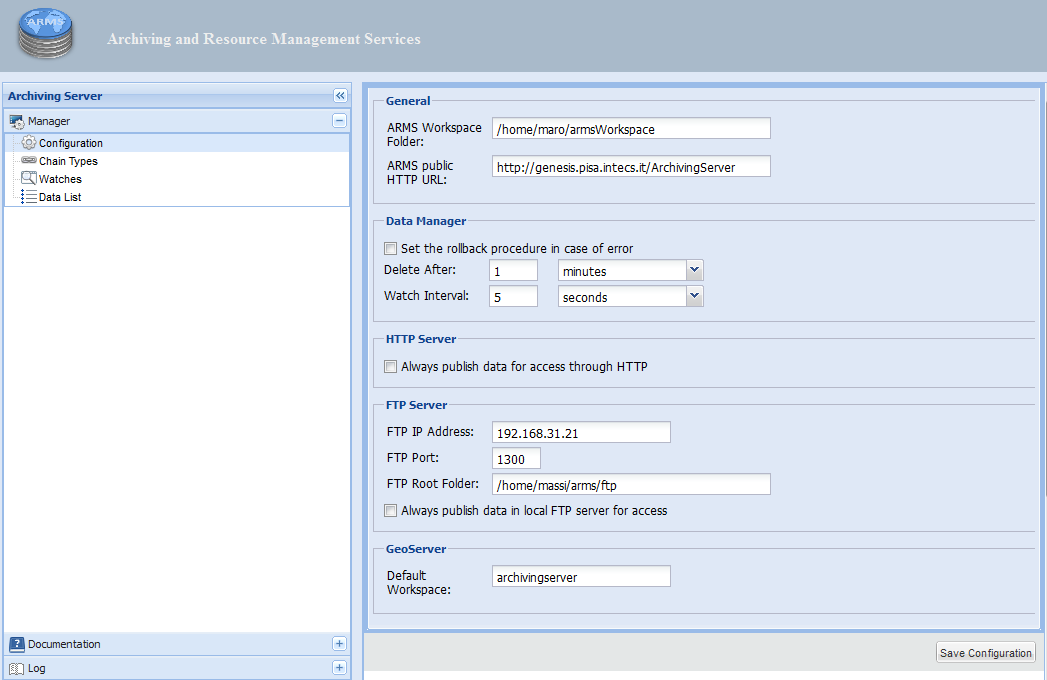 ARMS
Archiving and Resource Management Services
Archiving Server
Manager
Configuration
Chain Types
Watches
Data List
Documentation
Log
General
ARMS Workspace
Folder:
/home/maro/armsWorkspace
ARMS public
HTTP URL:
http://genesis.pisa.intecs.it/ArchivingServer
Data Manager
Set the rollback procedure in case of error
Delete After: 1 minutes
Watch Interval: 5 seconds
HTTP Server
Always publish data for access through HTTP
FTP Server
FTP IP Address: 192.168.31.21
FTP Port: 1300
FTP Root Folder: /home/massi/arms/ftp
Always publish data in local FTP server for access
GeoServer
Default
Workspace:
archivingserver
Save Configuration